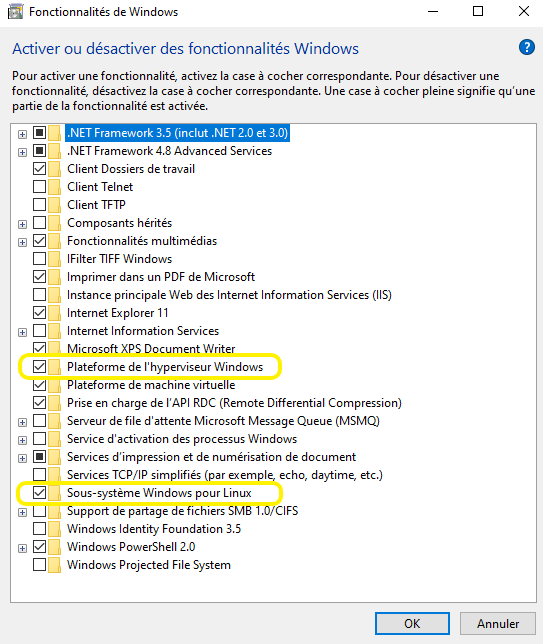 Fonctionnalités de Windows
Activer ou désactiver des fonctionnalités Windows
?
Pour activer une fonctionnalité, activez la case à cocher correspondante. Pour désactiver une
fonctionnalité, désactivez la case à cocher correspondante. Une case à cocher pleine signifie qu'une
partie de la fonctionnalité est activée.
.NET Framework 3.5 (inclut .NET 2.0 et 3.0)
.NET Framework 4.8 Advanced Services
Client Dossiers de travail
Client Telnet
Client TFTP
Composants hérités
Fonctionnalités multimédias
IFilter TIFF Windows
Imprimer dans un PDF de Microsoft
Instance principale Web des Internet Information Services (IIS)
Internet Explorer 11
Internet Information Services
Microsoft XPS Document Writer
Plateforme de l'hyperviseur Windows
Plateforme de machine virtuelle
Prise en charge de l'API RDC (Remote Differential Compression)
Serveur de file d'attente Microsoft Message Queue (MSMQ)
Service d'activation des processus Windows
Services d'impression et de numérisation de document
Services TCP/IP simplifiés (par exemple, echo, daytime, etc.)
Sous-système Windows pour Linux
Support de partage de fichiers SMB 1.0/CIFS
Windows Identity Foundation 3.5
Windows PowerShell 2.0
Windows Projected File System
OK
Annuler